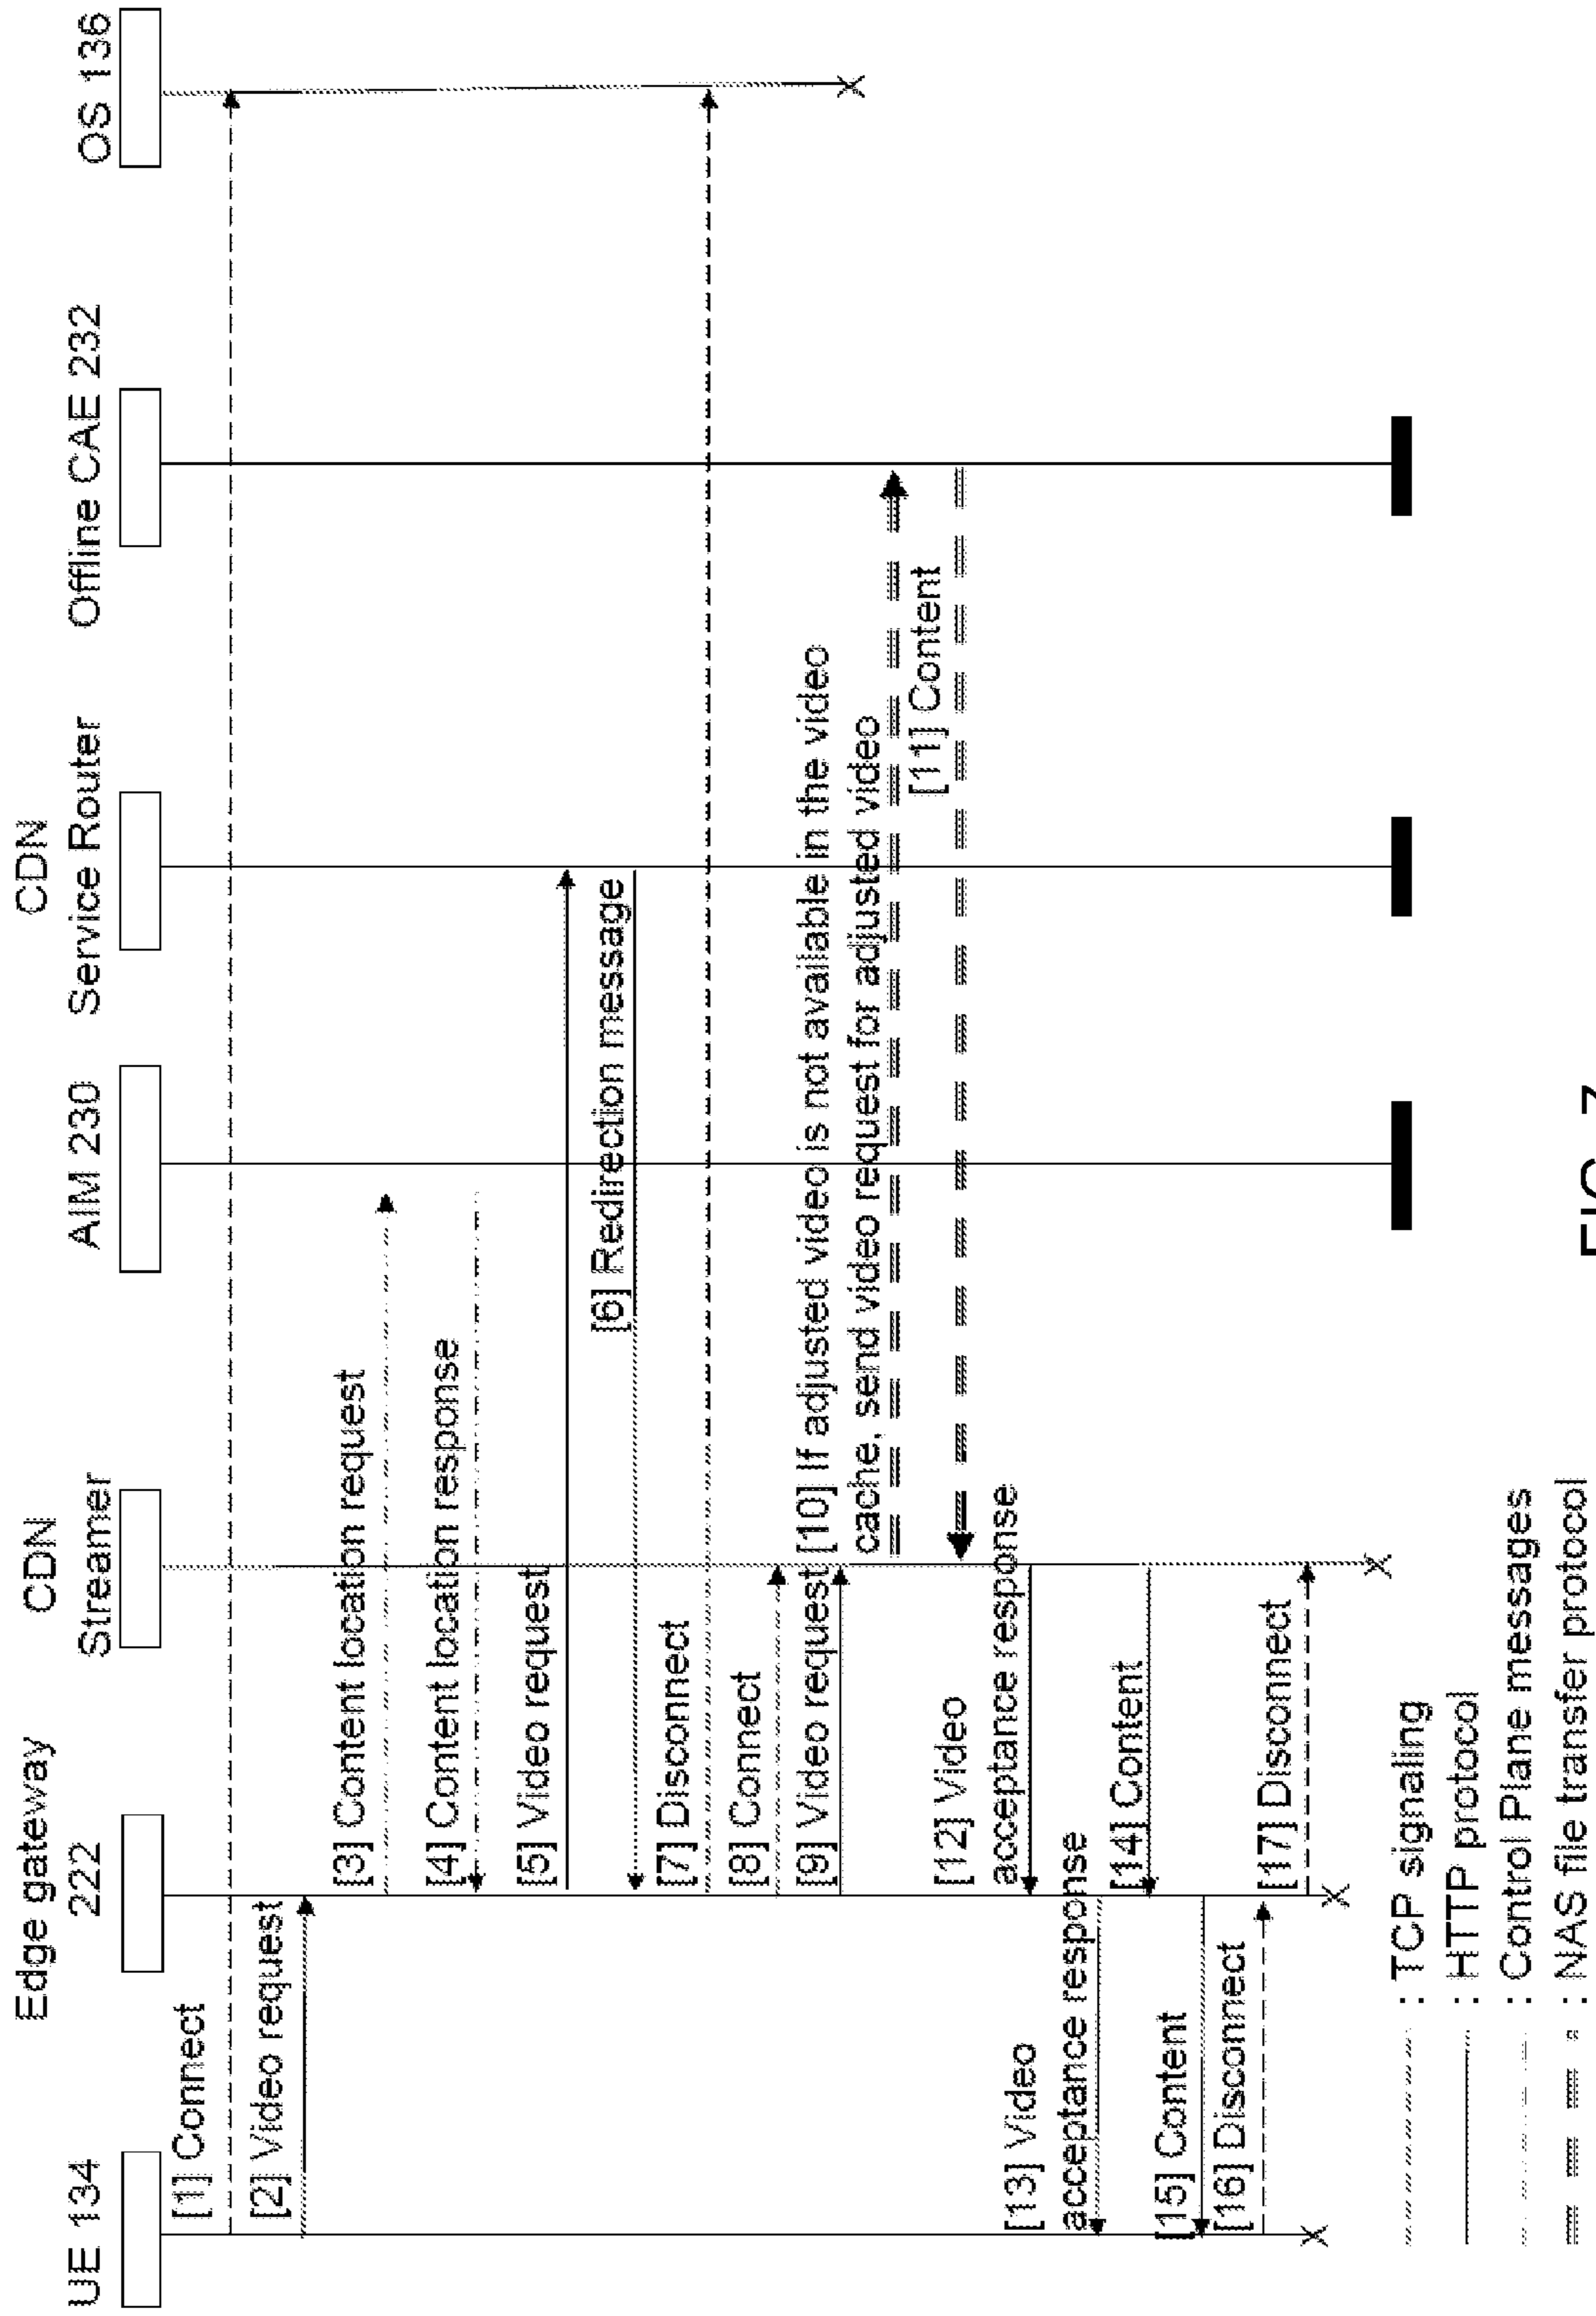 UE 134
Edge gateway
222
CDN
Streamer
AIM 230
CDN
Service Router
Offline CAE 232
OS 136
[1] Connect
[2] Video request
[3] Content location request
[4] Content location response
[5] Video request
[6] Redirection message
[7] Disconnect
[8] Connect
[9] Video request
[10] If adjusted video is not available in the video
cache, send video request for adjusted video
[11] Content
[12] Video
acceptance response
[13] Video
acceptance response
[14] Content
[15] Content
[16] Disconnect
[17] Disconnect
: TCP signaling
: HTTP protocol
: Control Plane messages
: NAS file transfer protocol
FIG. 7